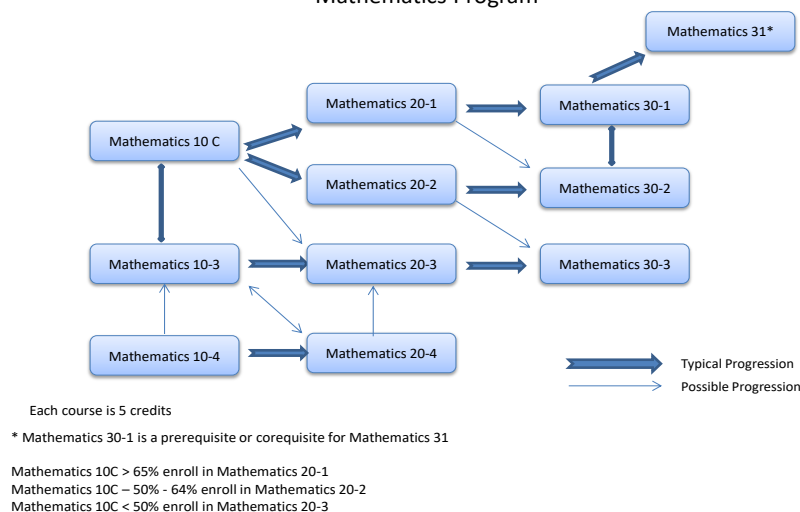 Mathematics Program
Mathematics 31*
Mathematics 20-1
Mathematics 30-1
Mathematics 10 C
Mathematics 20-2
Mathematics 30-2
Mathematics 10-3
Mathematics 20-3
Mathematics 30-3
Mathematics 10-4
Mathematics 20-4
Typical Progression
Possible Progression
Each course is 5 credits
* Mathematics 30-1 is a prerequisite or corequisite for Mathematics 31
Mathematics 10C > 65% enroll in Mathematics 20-1
Mathematics 10C – 50% - 64% enroll in Mathematics 20-2
Mathematics 10C < 50% enroll in Mathematics 20-3